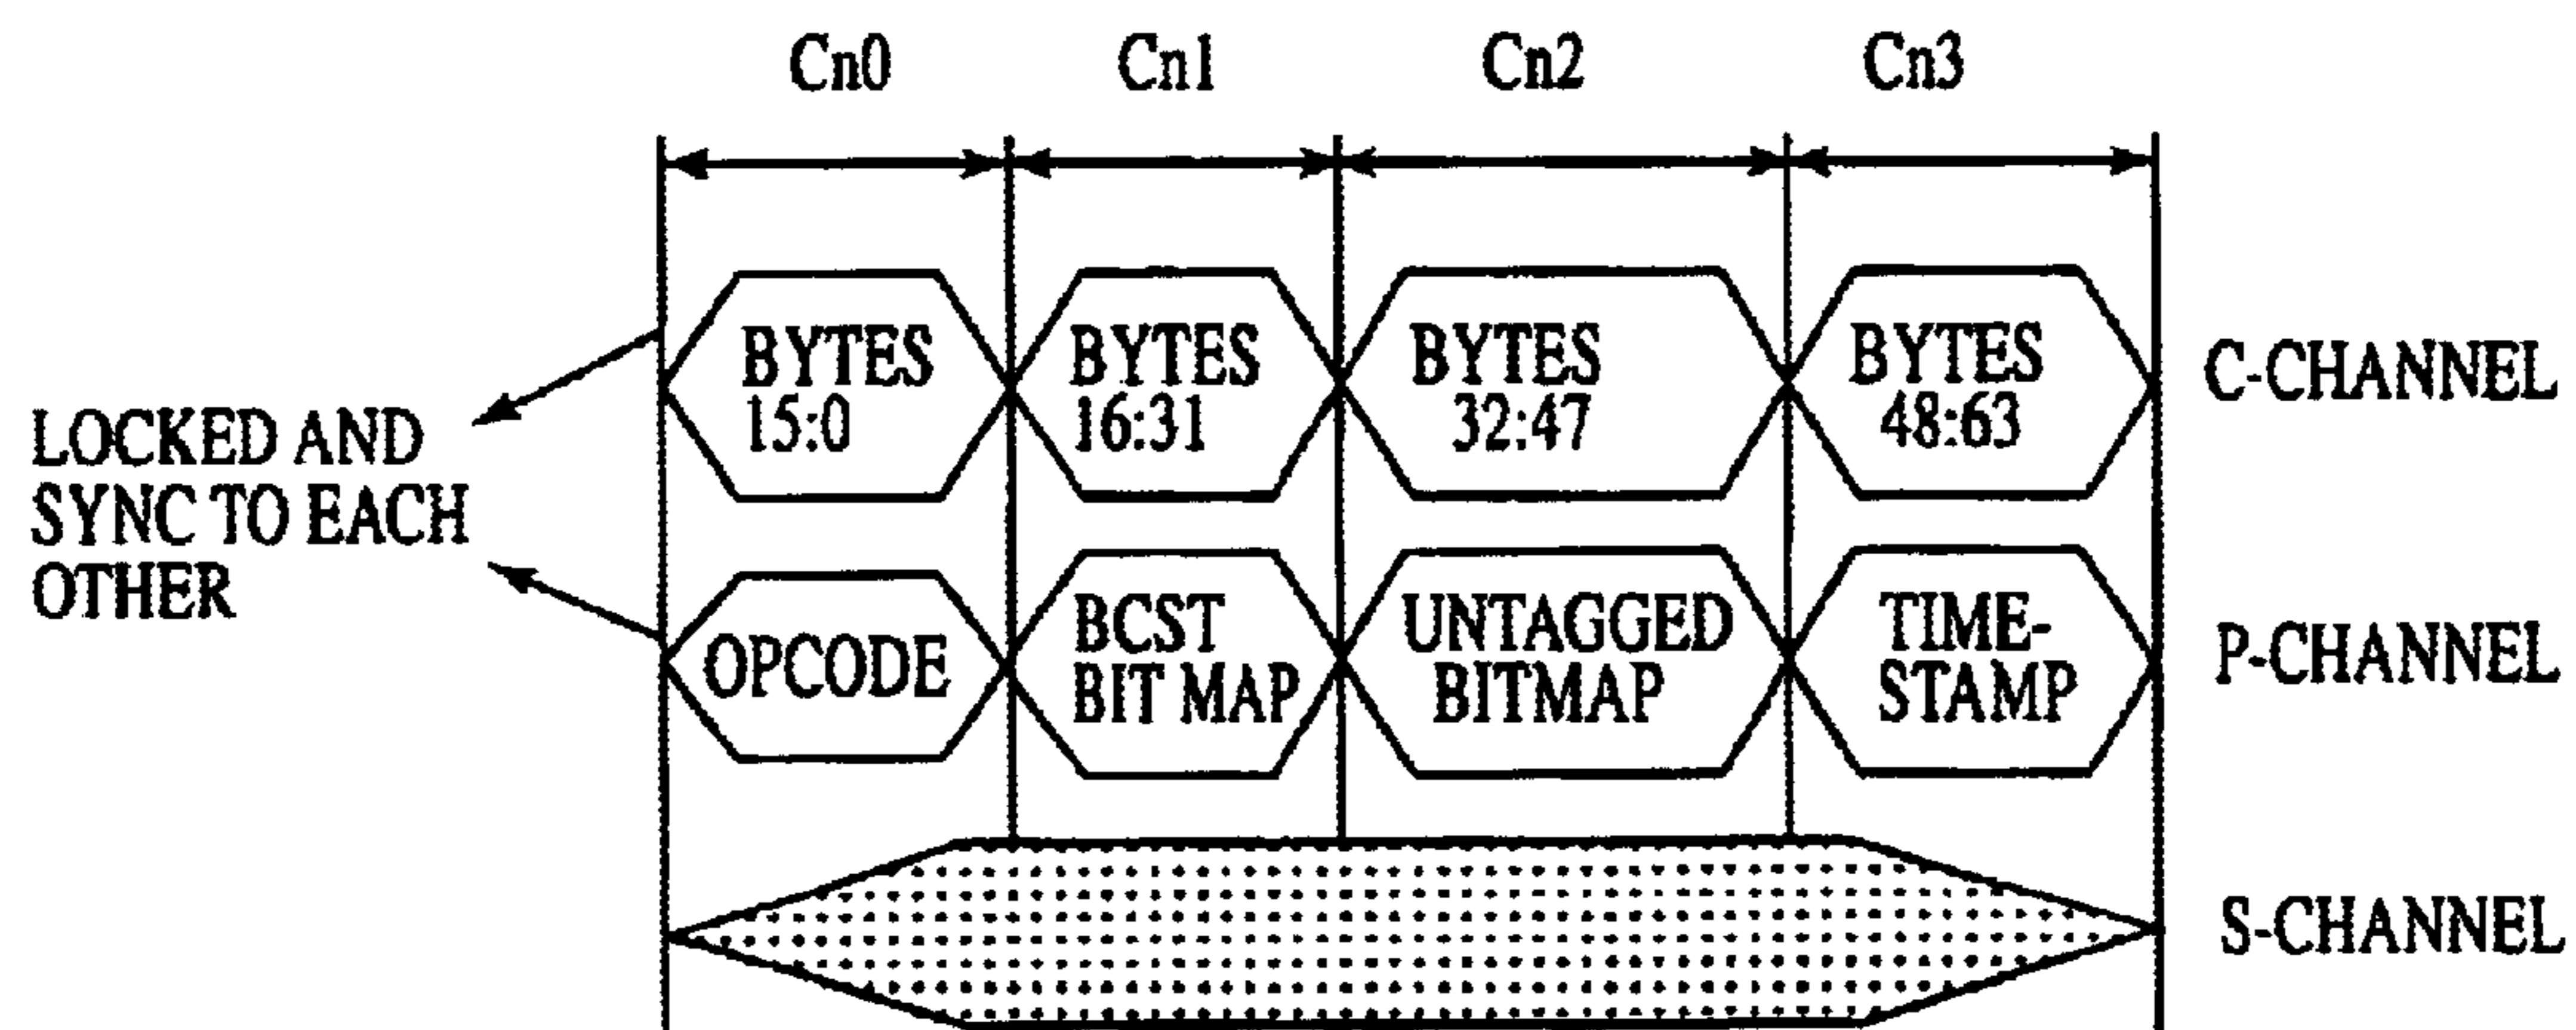 Cn0 Cn1 Cn2 Cn3
BYTES 15:0
BYTES 16:31
BYTES 32:47
BYTES 48:63
C-CHANNEL
LOCKED AND
SYNC TO EACH
OTHER
OPCODE
BCST
BIT MAP
UNTAGGED
BITMAP
TIME-
STAMP
P-CHANNEL
S-CHANNEL